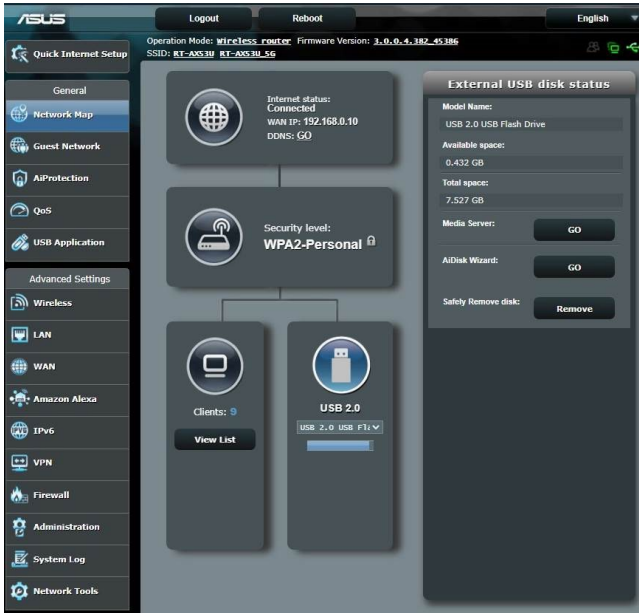 ASUS
Logout
Reboot
English
Quick Internet Setup
Operation Mode: Wireless router Firmware Version: 3.0.0.4.382_45386
SSID: RT-AX53U RT-AX53U_5G
General
Network Map
Guest Network
AiProtection
QoS
USB Application
Advanced Settings
Wireless
LAN
WAN
Amazon Alexa
IPv6
VPN
Firewall
Administration
System Log
Network Tools
Internet status:
Connected
WAN IP: 192.168.0.10
DDNS: GO
Security level:
WPA2-Personal
Clients: 9
View List
USB 2.0
USB 2.0 USB Fl
External USB disk status
Model Name:
USB 2.0 USB Flash Drive
Available space:
0.432 GB
Total space:
7.527 GB
Media Server:
GO
AiDisk Wizard:
GO
Safely Remove disk:
Remove